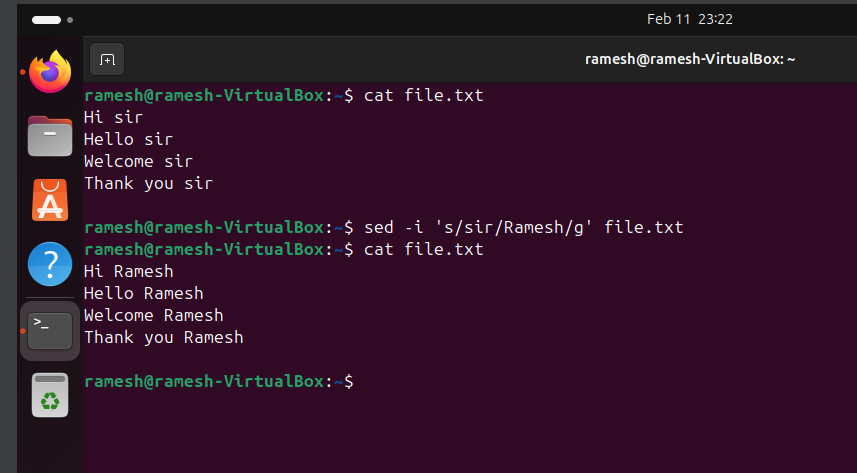 Feb 11 23:22
ramesh@ramesh-VirtualBox: ~
ramesh@ramesh-VirtualBox:~$ cat file.txt
Hi sir
Hello sir
Welcome sir
Thank you sir
ramesh@ramesh-VirtualBox:~$ sed -i 's/sir/Ramesh/g' file.txt
ramesh@ramesh-VirtualBox:~$ cat file.txt
Hi Ramesh
Hello Ramesh
Welcome Ramesh
Thank you Ramesh
ramesh@ramesh-VirtualBox:~$